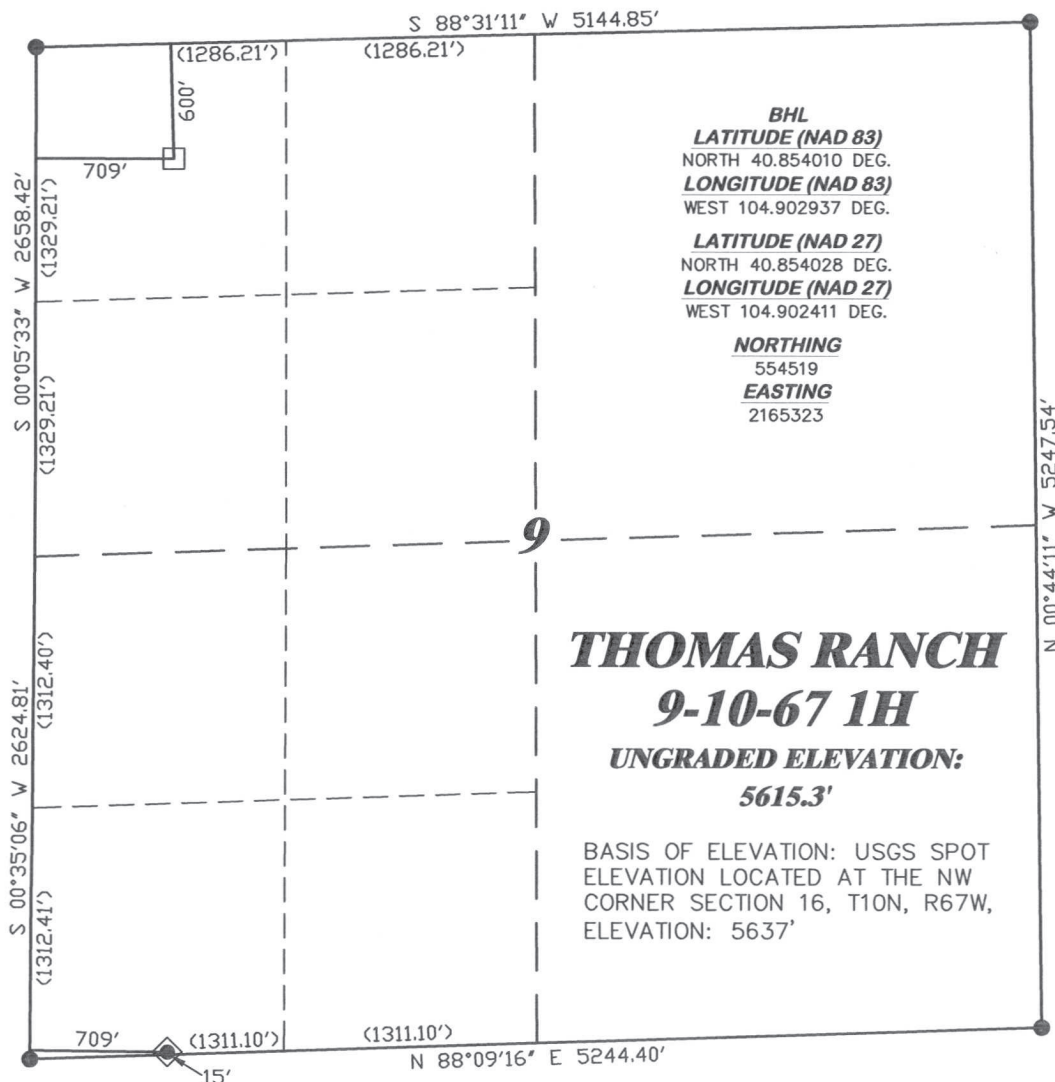 S 88°31'11" W 5144.85'
(1286.21')
(1286.21')
600'
709'
S 00°05'33" W 2658.42'
(1329.21')
(1329.21')
BHL
LATITUDE (NAD 83)
NORTH 40.854010 DEG.
LONGITUDE (NAD 83)
WEST 104.902937 DEG.
LATITUDE (NAD 27)
NORTH 40.854028 DEG.
LONGITUDE (NAD 27)
WEST 104.902411 DEG.
NORTHING
554519
EASTING
2165323
N 00°44'11" W 5247.54'
9
S 00°35'06" W 2624.81'
(1312.40')
(1312.41')
THOMAS RANCH
9-10-67 1H
UNGRADED ELEVATION:
5615.3'
BASIS OF ELEVATION: USGS SPOT
ELEVATION LOCATED AT THE NW
CORNER SECTION 16, T10N, R67W,
ELEVATION: 5637'
709'
(1311.10')
(1311.10')
N 88°09'16" E 5244.40'
15'